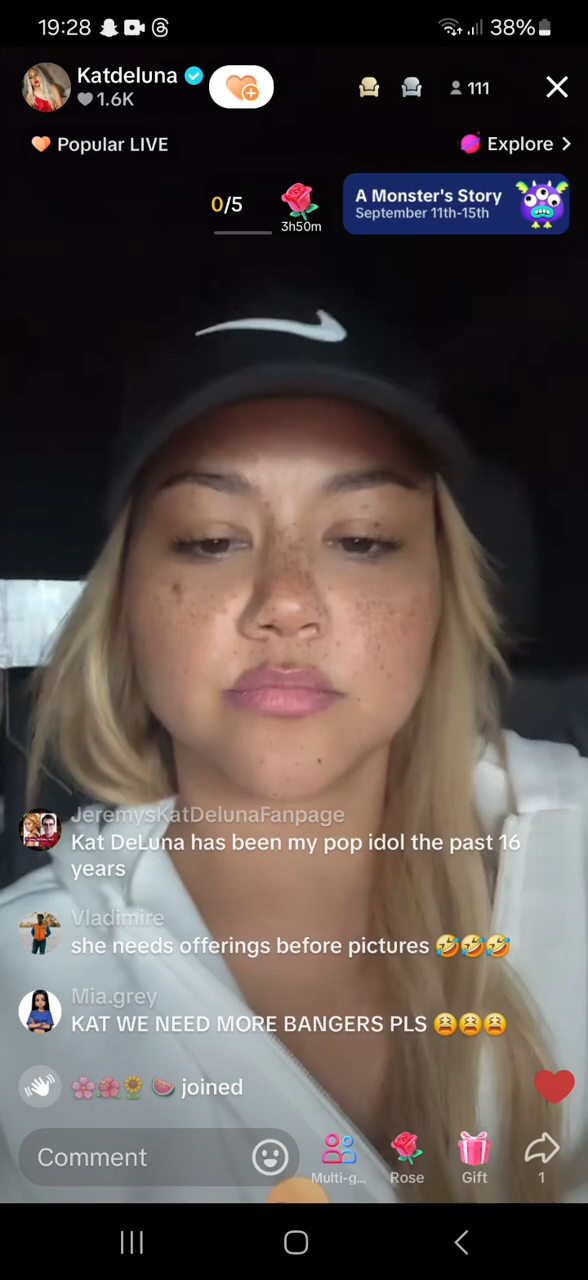 19:28
38%
Katdeluna
1.6K
111
Popular LIVE
Explore
0/5
3h50m
A Monster's Story
September 11th-15th
JeremysKatDelunaFanpage
Kat DeLuna has been my pop idol the past 16
years
Vladimire
she needs offerings before pictures 🤣🤣🤣
Mia.grey
KAT WE NEED MORE BANGERS PLS 😫😫😫
🌸🌺🌻 🍉 joined
Comment
Multi-g...
Rose
Gift
1